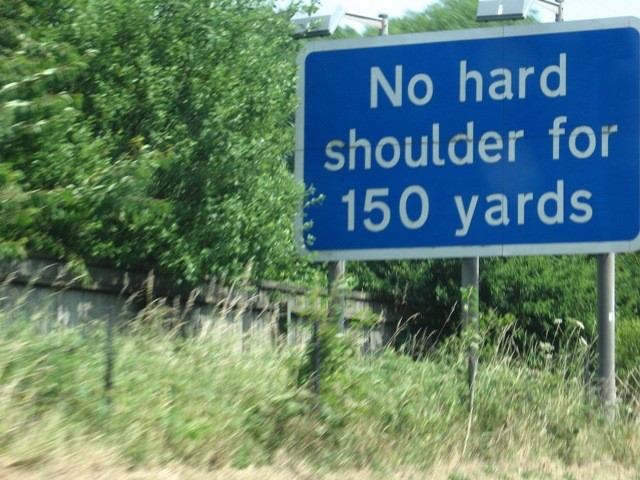 No hard
shoulder for
150 yards